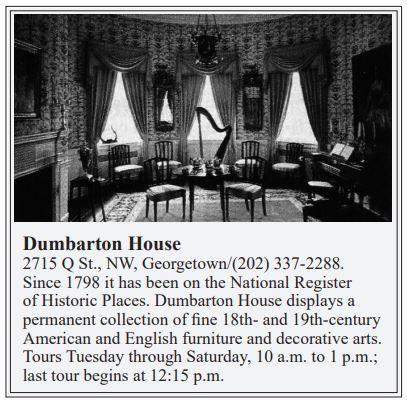 Dumbarton House
2715 Q St., NW, Georgetown/(202) 337-2288.
Since 1798 it has been on the National Register
of Historic Places. Dumbarton House displays a
permanent collection of fine 18th- and 19th-century
American and English furniture and decorative arts.
Tours Tuesday through Saturday, 10 a.m. to 1 p.m.;
last tour begins at 12:15 p.m.